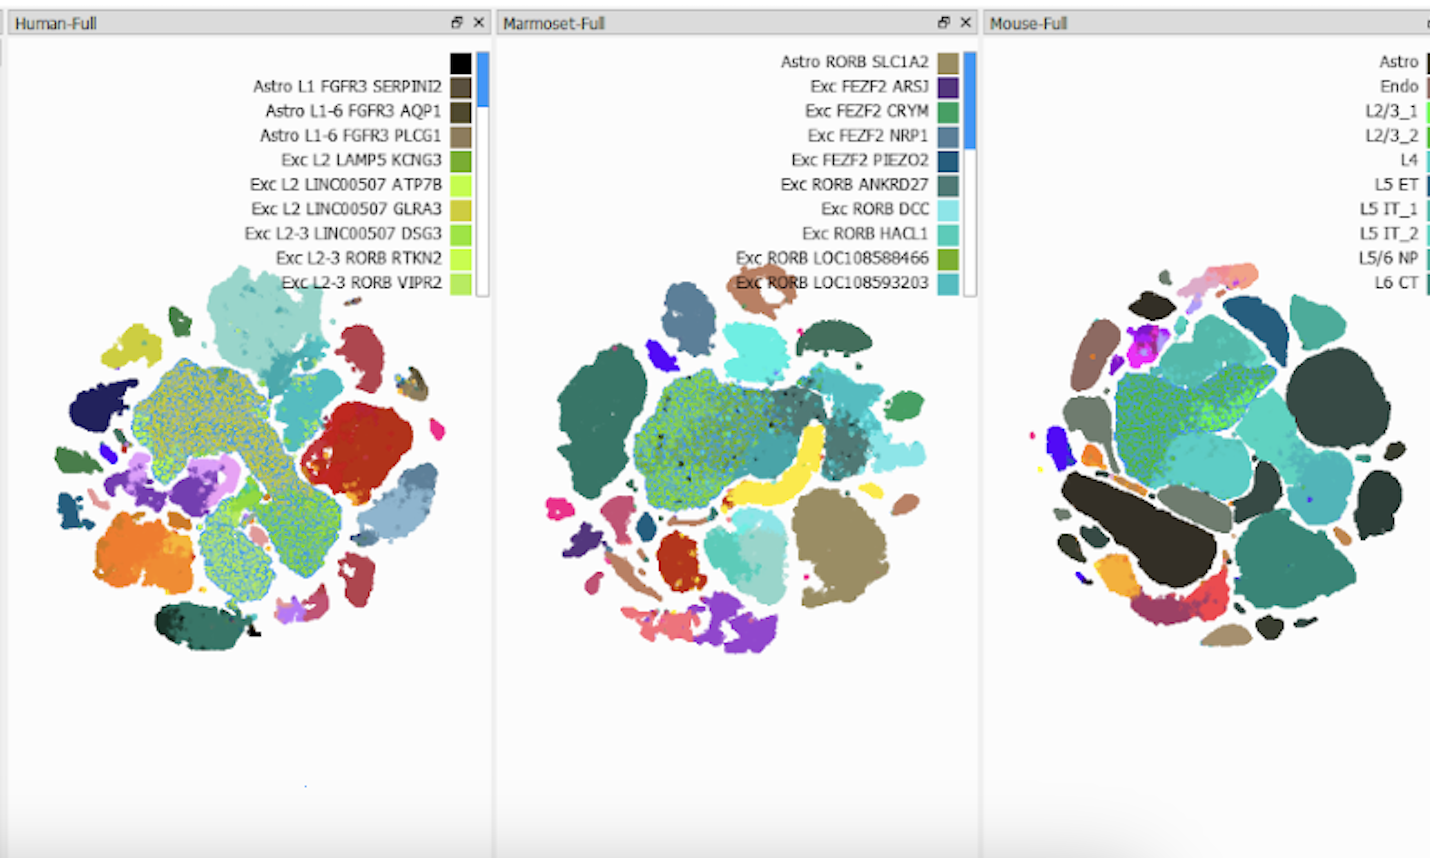 Human-Full
Astro L1 FGFR3 SERPINI2
Astro L1-6 FGFR3 AQP1
Astro L1-6 FGFR3 PLCG1
Exc L2 LAMP5 KCNG3
Exc L2 LINC00507 ATP7B
Exc L2 LINC00507 GLRA3
Exc L2-3 LINC00507 DSG3
Exc L2-3 RORB RTKN2
Exc L2-3 RORB VIPR2
Marmoset-Full
Astro RORB SLC1A2
Exc FEZF2 ARSJ
Exc FEZF2 CRYM
Exc FEZF2 NRP1
Exc FEZF2 PIEZO2
Exc RORB ANKRD27
Exc RORB DCC
Exc RORB HACL1
Exc RORB LOC108588466
Exc RORB LOC108593203
Mouse-Full
Astro
Endo
L2/3_1
L2/3_2
L4
L5 ET
L5 IT_1
L5 IT_2
L5/6 NP
L6 CT